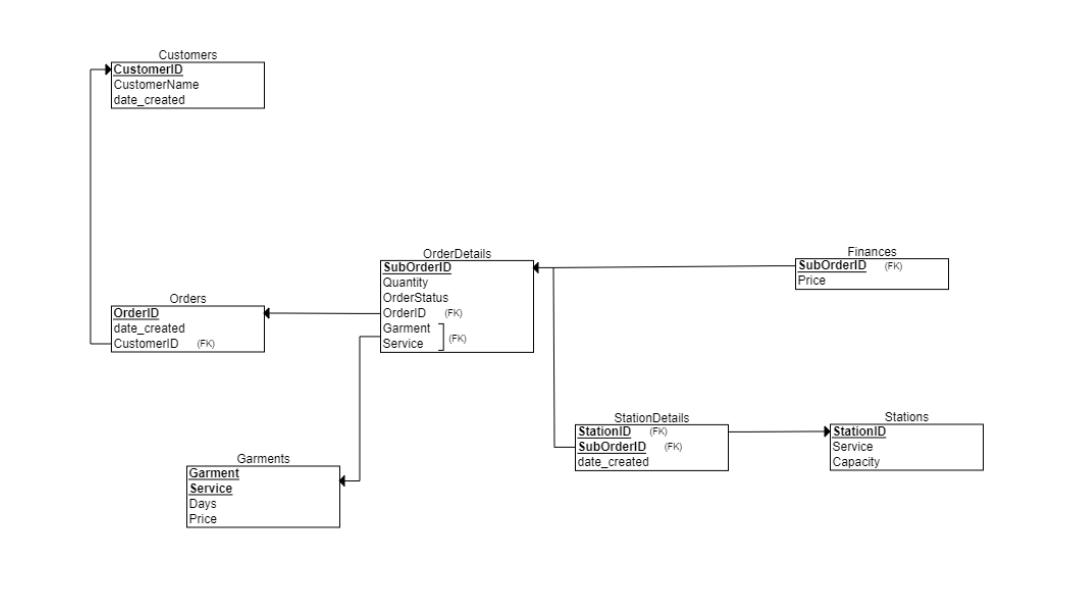 Customers
CustomerID
CustomerName
date_created
OrderDetails
SubOrderID
Quantity
OrderStatus
OrderID (FK)
Garment
Service (FK)
Finances
SubOrderID (FK)
Price
Orders
OrderID
date_created
CustomerID (FK)
StationDetails
StationID (FK)
SubOrderID (FK)
date_created
Stations
StationID
Service
Capacity
Garments
Garment
Service
Days
Price